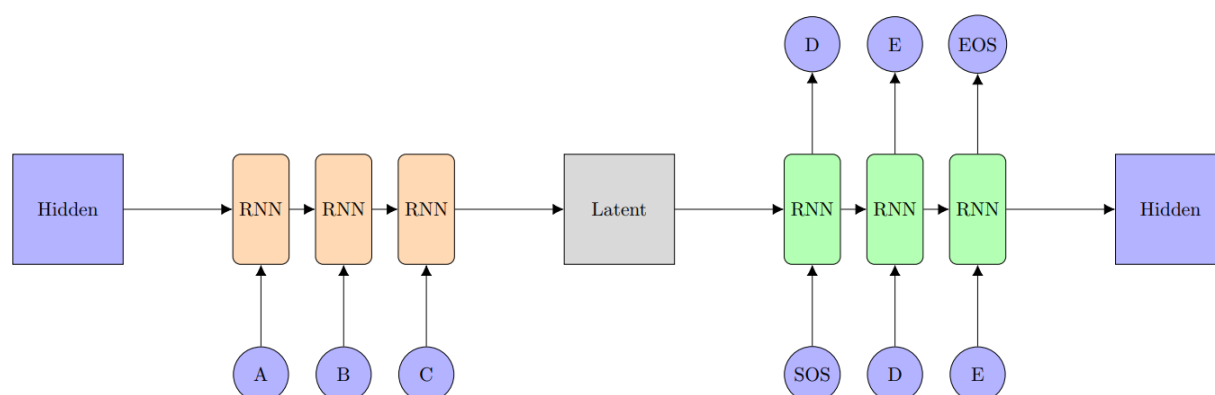 D E EOS
Hidden RNN RNN RNN Latent RNN RNN RNN Hidden
A B C SOS D E